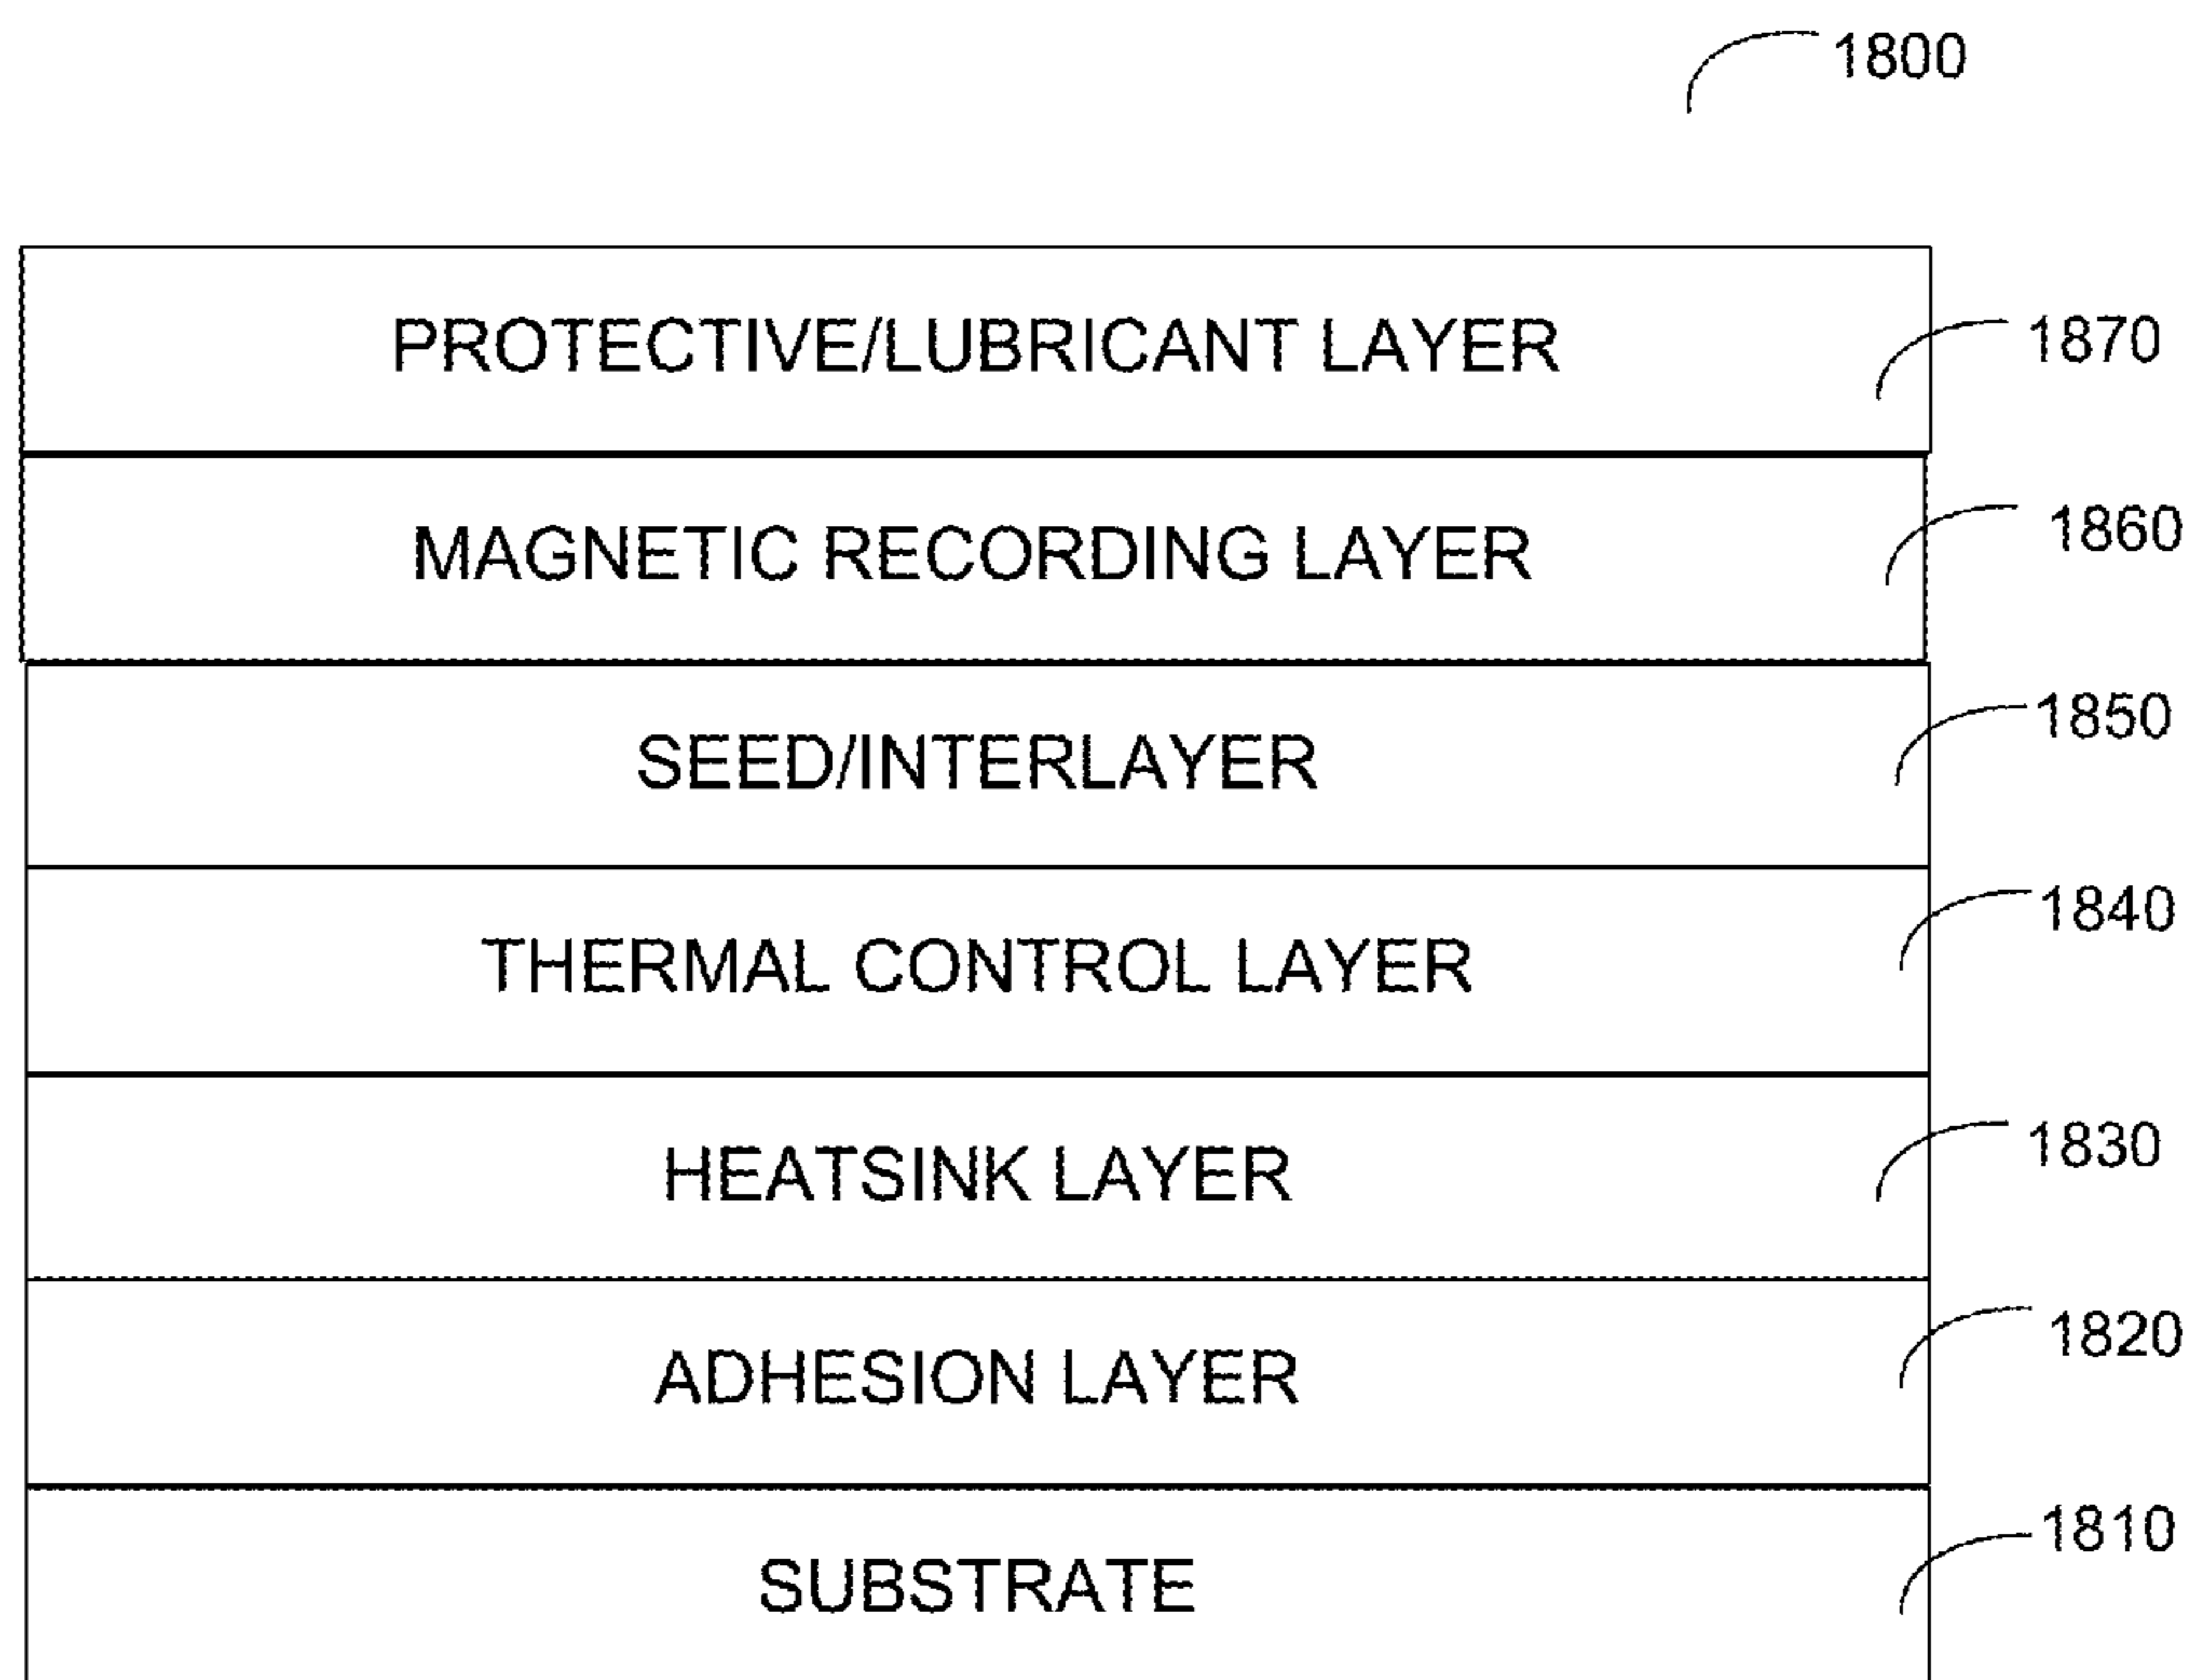 1800
PROTECTIVE/LUBRICANT LAYER 1870
MAGNETIC RECORDING LAYER 1860
SEED/INTERLAYER 1850
THERMAL CONTROL LAYER 1840
HEATSINK LAYER 1830
ADHESION LAYER 1820
SUBSTRATE 1810